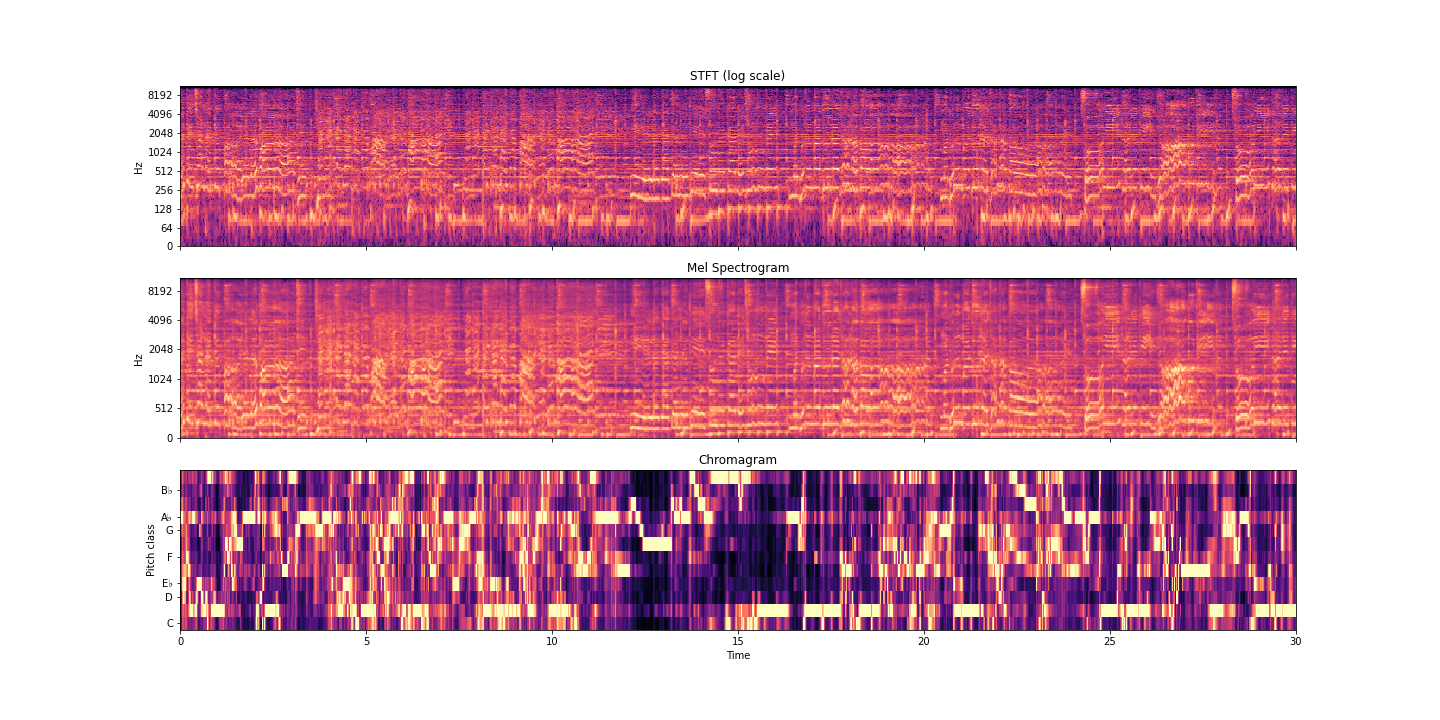 STFT (log scale)
8192
4096
2048
1024
512
256
128
64
0
Hz
Mel Spectrogram
8192
4096
2048
1024
512
0
Hz
Chromagram
B♭
A♭
G
F
E♭
D
C
Pitch class
0 5 10 15 20 25 30
Time